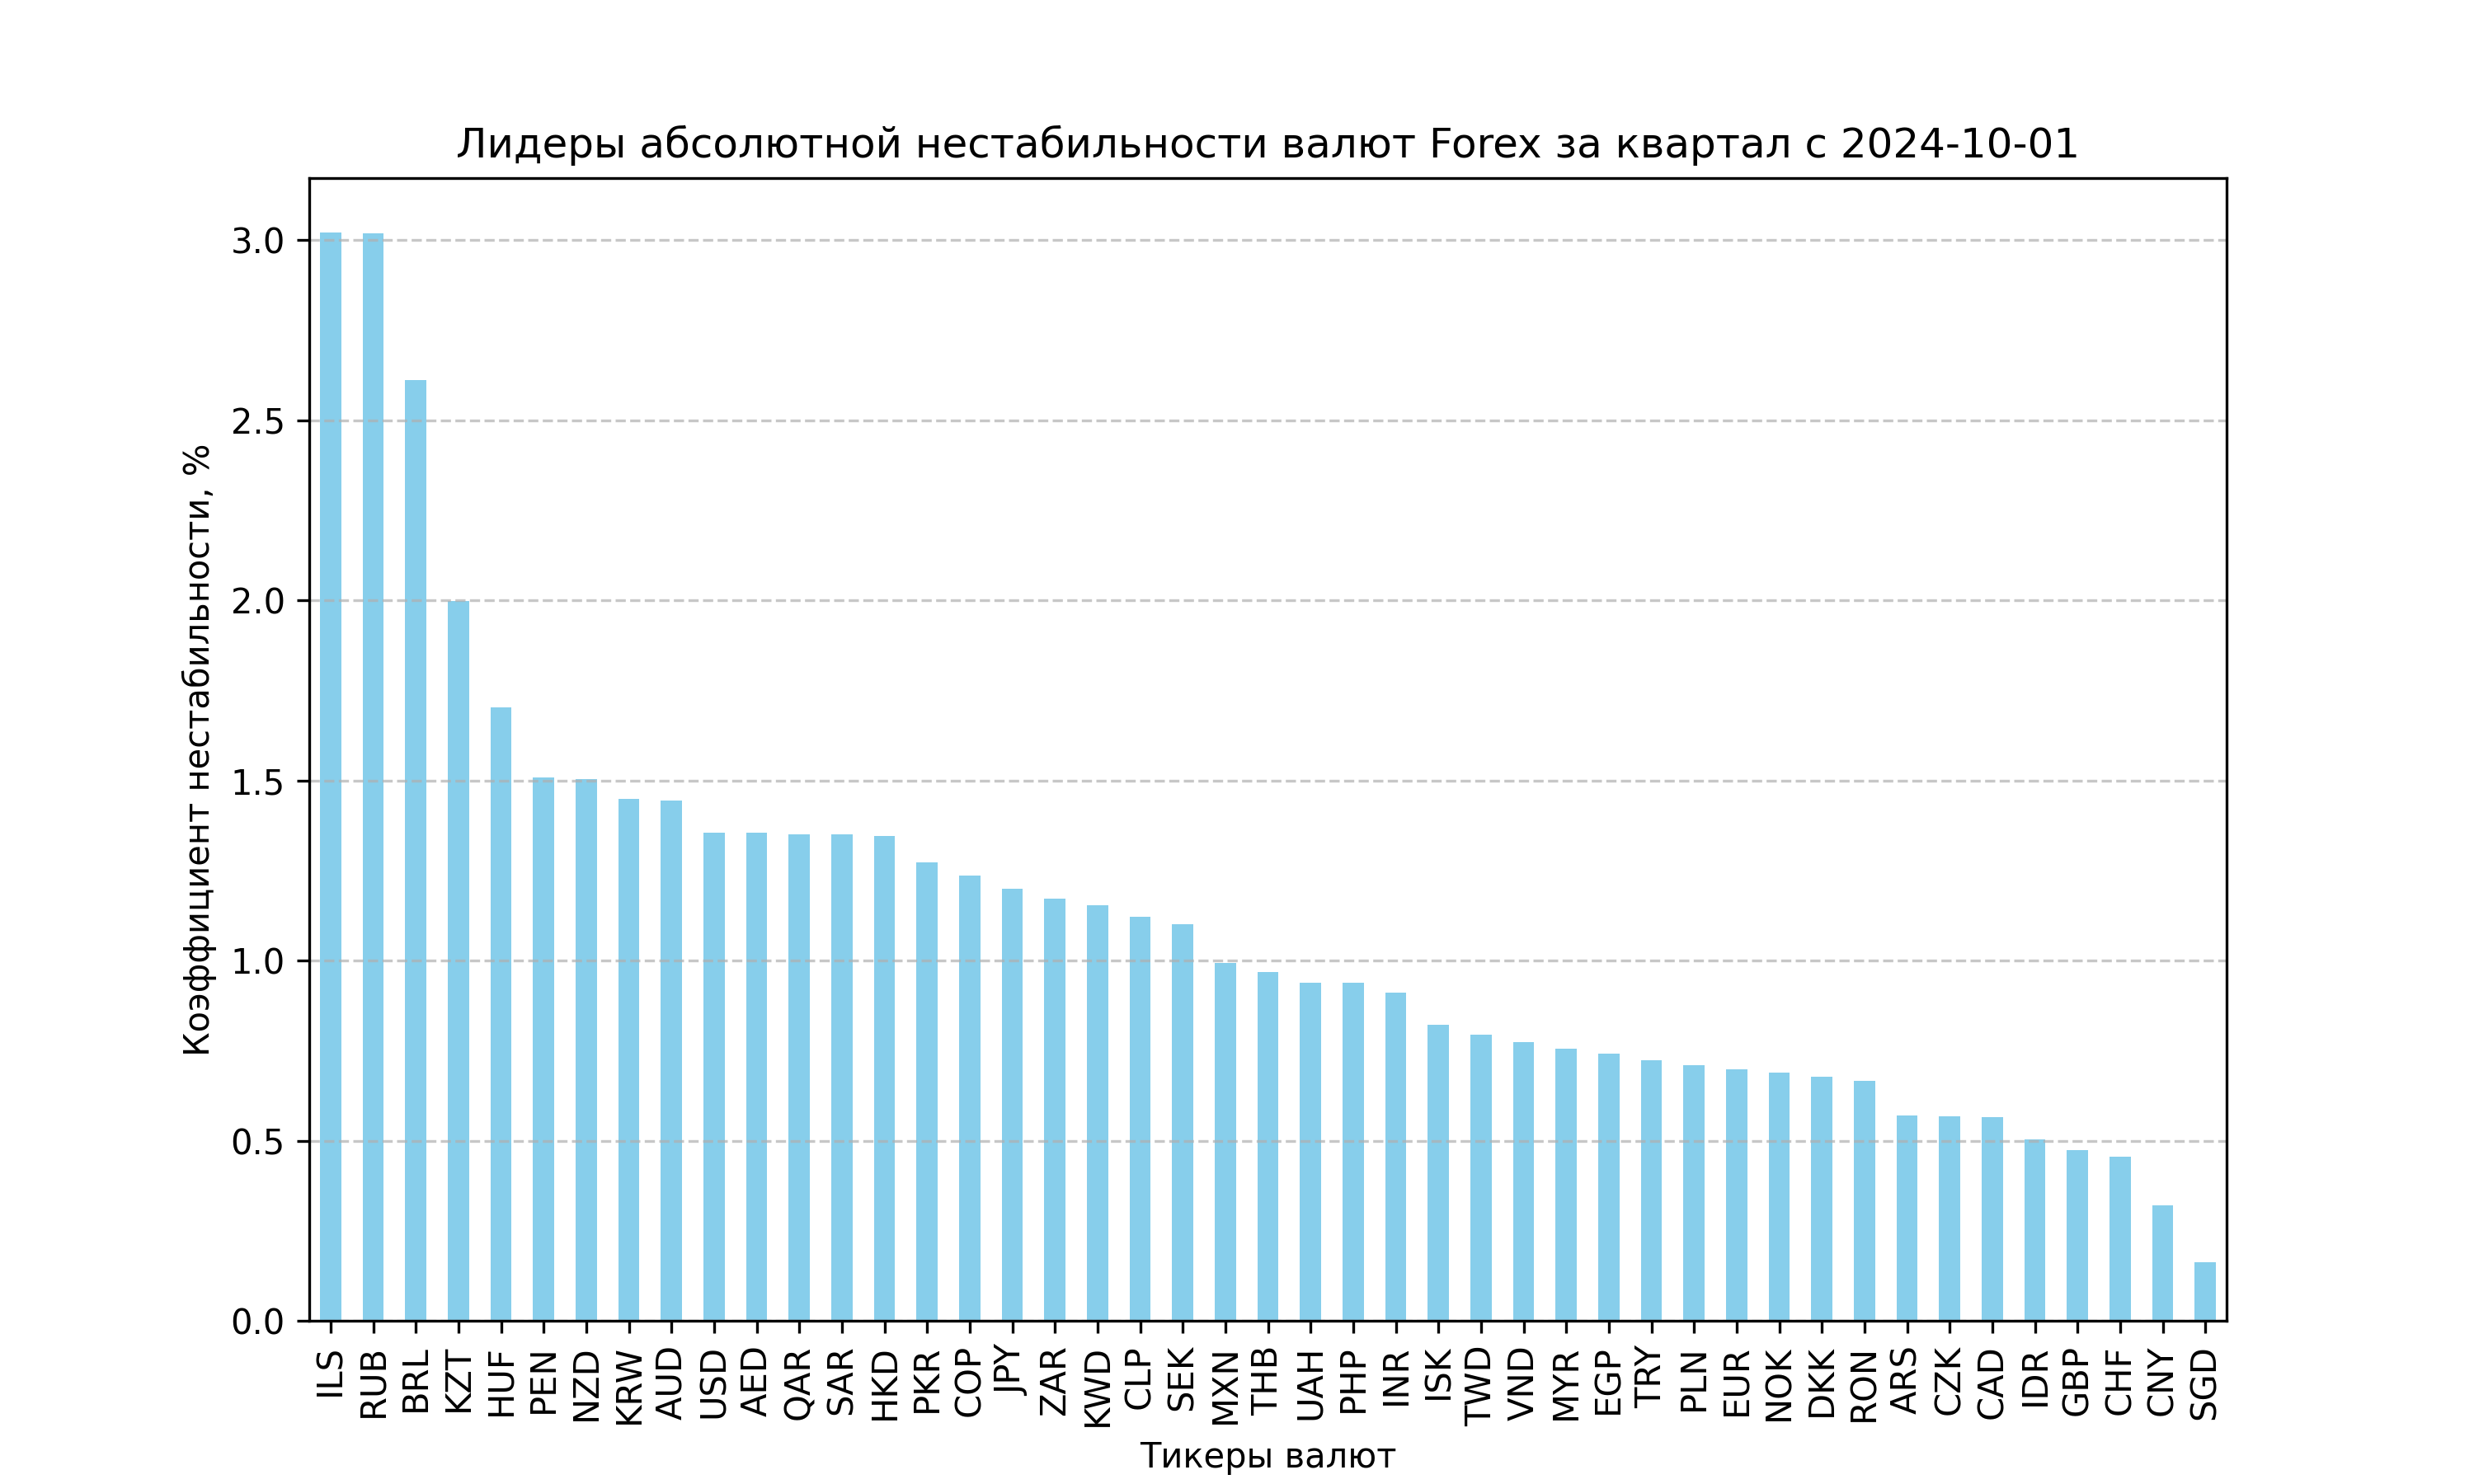 Лидеры абсолютной нестабильности валют Forex за квартал с 2024-10-01
Коэффициент нестабильности, %
3.0
2.5
2.0
1.5
1.0
0.5
0.0
ILS RUB BRL KZT HUF PEN NZD KRW AUD USD AED QAR SAR HKD PKR COP JPY ZAR KWD CLP SEK MXN THB UAH PHP INR ISK TWD VND MYR EGP TRY PLN EUR NOK DKK RON ARS CZK CAD IDR GBP CHF CNY SGD
Тикеры валют